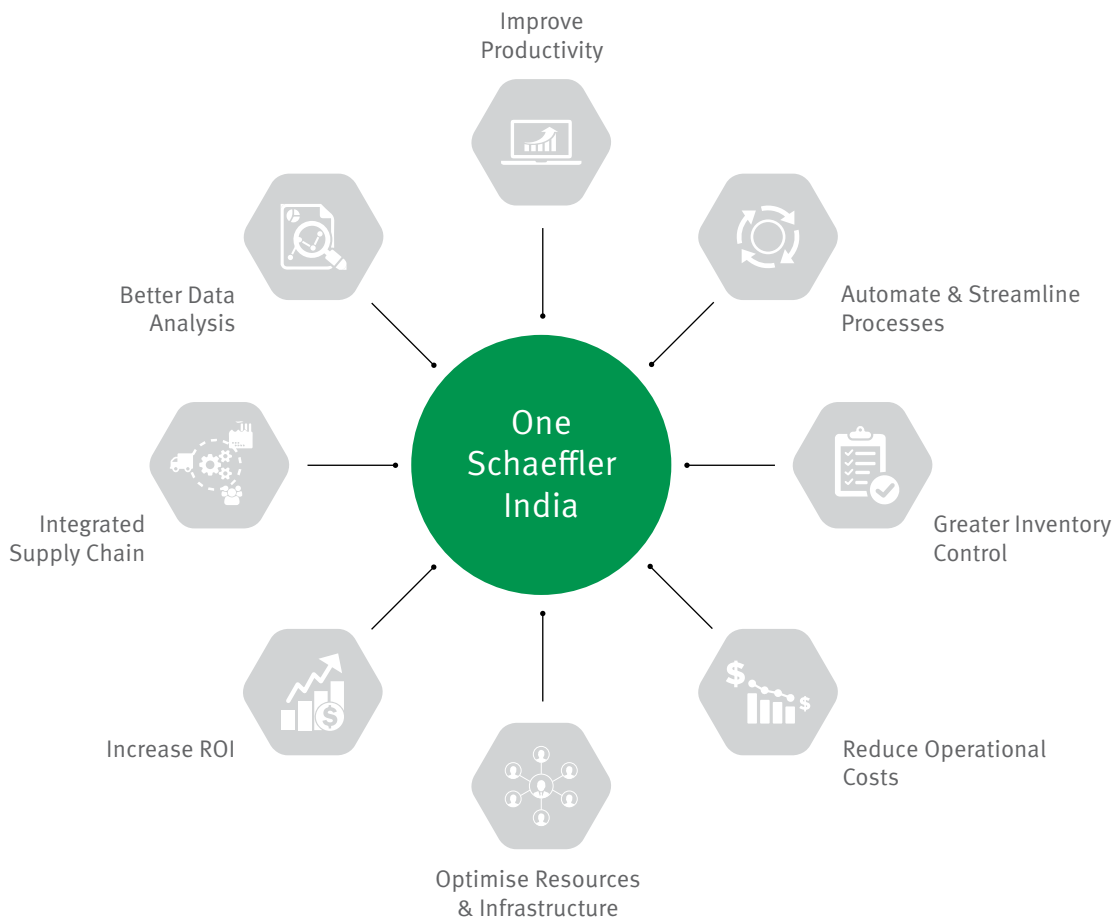 Improve
Productivity
Better Data
Analysis
Automate & Streamline
Processes
One
Schaeffler
India
Integrated
Supply Chain
Greater Inventory
Control
Increase ROI
Reduce Operational
Costs
Optimise Resources
& Infrastructure